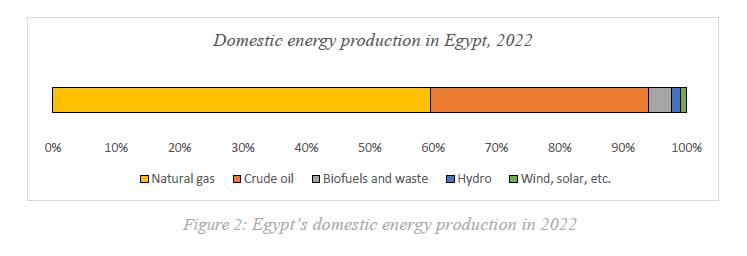 Domestic energy production in Egypt, 2022
0% 10% 20% 30% 40% 50% 60% 70% 80% 90% 100%
Natural gas Crude oil Biofuels and waste Hydro Wind, solar, etc.
Figure 2: Egypt’s domestic energy production in 2022